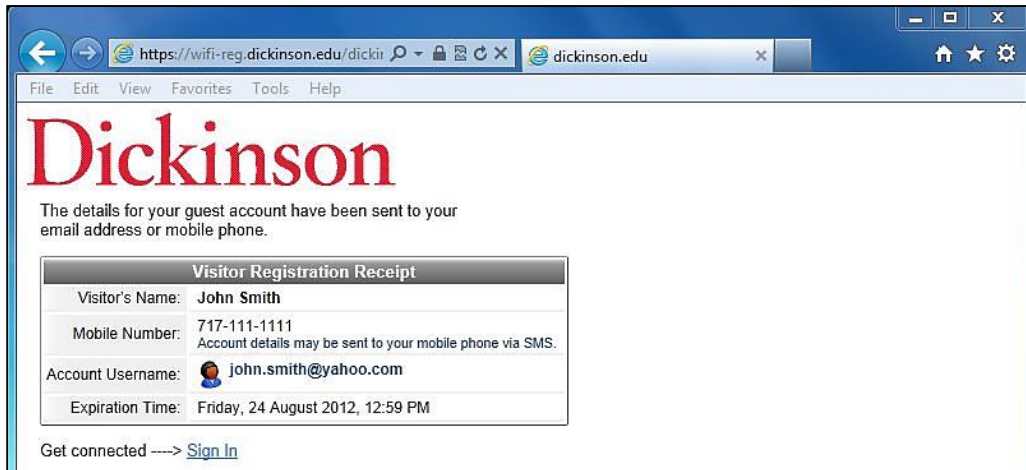 https://wifi-reg.dickinson.edu/dickir
dickinson.edu
File Edit View Favorites Tools Help
Dickinson
The details for your guest account have been sent to your
email address or mobile phone.
Visitor Registration Receipt
Visitor's Name: John Smith
Mobile Number: 717-111-1111
Account details may be sent to your mobile phone via SMS.
Account Username: john.smith@yahoo.com
Expiration Time: Friday, 24 August 2012, 12:59 PM
Get connected ----> Sign In